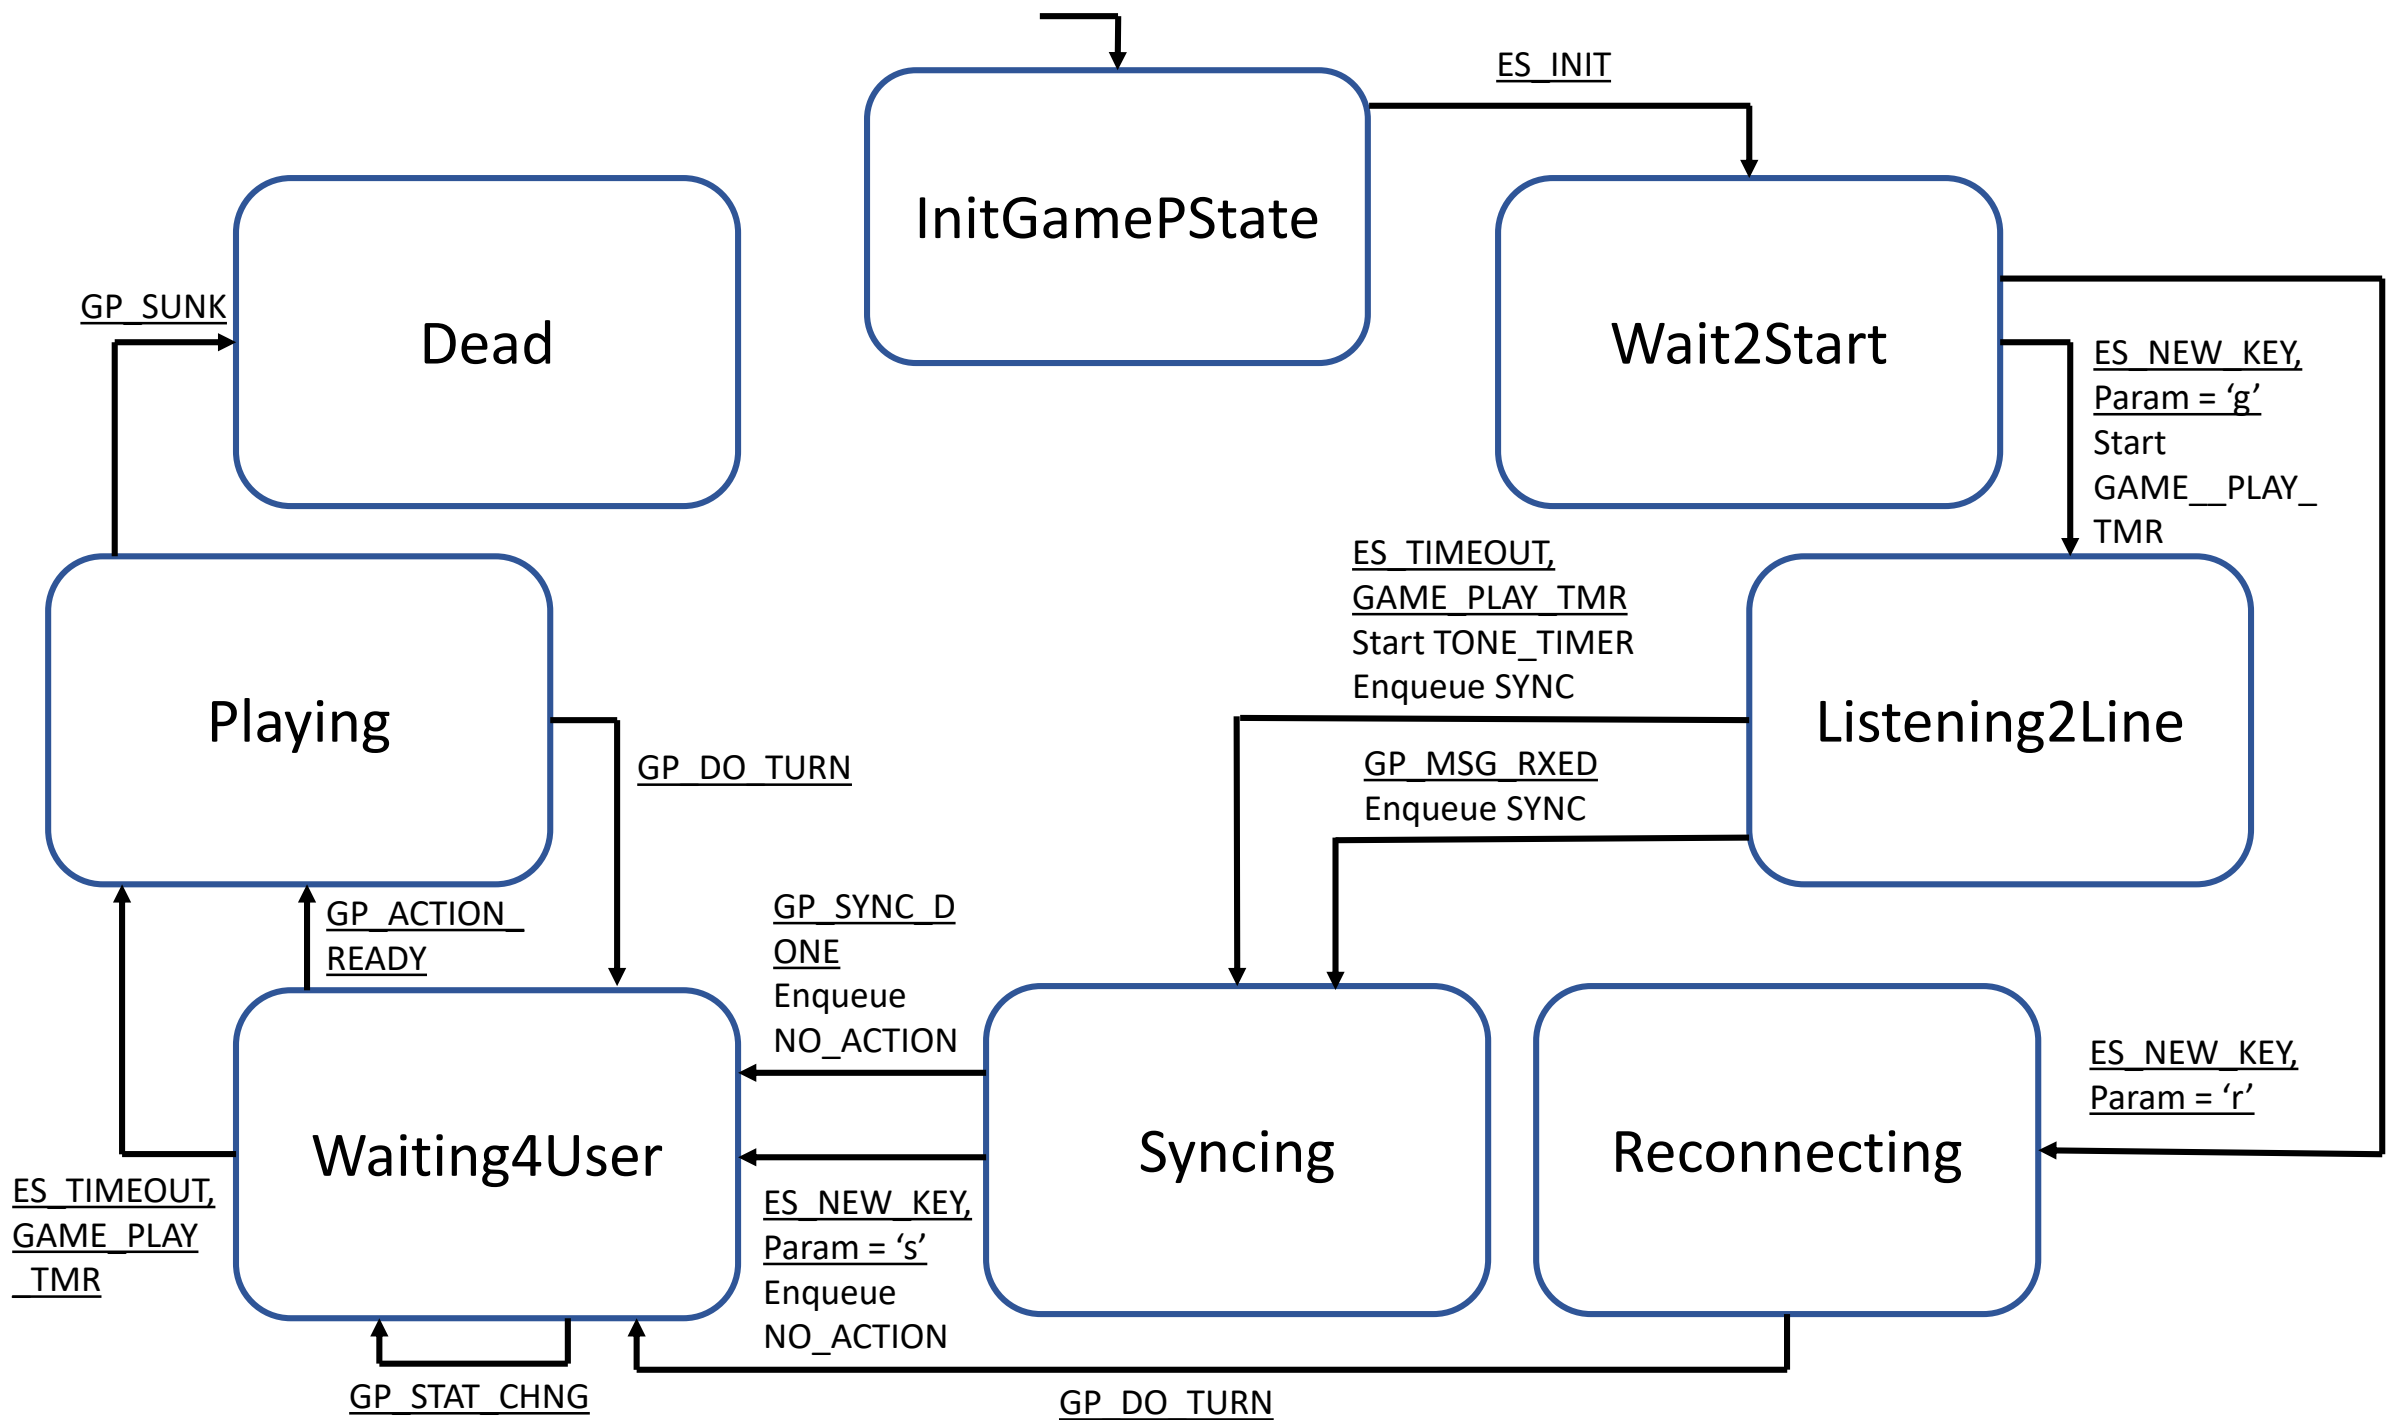 ES_INIT
InitGamePState
GP_SUNK
Dead
Wait2Start
ES_NEW_KEY,
Param = ‘g’
Start
GAME__PLAY_
TMR
ES_TIMEOUT,
GAME_PLAY_TMR
Start TONE_TIMER
Enqueue SYNC
Playing
Listening2Line
GP_DO_TURN
GP_MSG_RXED
Enqueue SYNC
GP_ACTION_
READY
GP_SYNC_D
ONE
Enqueue
NO_ACTION
ES_NEW_KEY,
Param = ‘r’
Waiting4User
Syncing
Reconnecting
ES_TIMEOUT,
GAME_PLAY
_TMR
ES_NEW_KEY,
Param = ‘s’
Enqueue
NO_ACTION
GP_STAT_CHNG
GP_DO_TURN